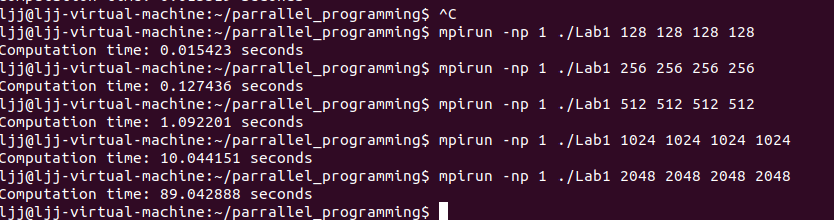 ljj@ljj-virtual-machine:~/parrallel_programming$ ^C
ljj@ljj-virtual-machine:~/parrallel_programming$ mpirun -np 1 ./Lab1 128 128 128 128
Computation time: 0.015423 seconds
ljj@ljj-virtual-machine:~/parrallel_programming$ mpirun -np 1 ./Lab1 256 256 256 256
Computation time: 0.127436 seconds
ljj@ljj-virtual-machine:~/parrallel_programming$ mpirun -np 1 ./Lab1 512 512 512 512
Computation time: 1.092201 seconds
ljj@ljj-virtual-machine:~/parrallel_programming$ mpirun -np 1 ./Lab1 1024 1024 1024 1024
Computation time: 10.044151 seconds
ljj@ljj-virtual-machine:~/parrallel_programming$ mpirun -np 1 ./Lab1 2048 2048 2048 2048
Computation time: 89.042888 seconds
ljj@ljj-virtual-machine:~/parrallel_programming$